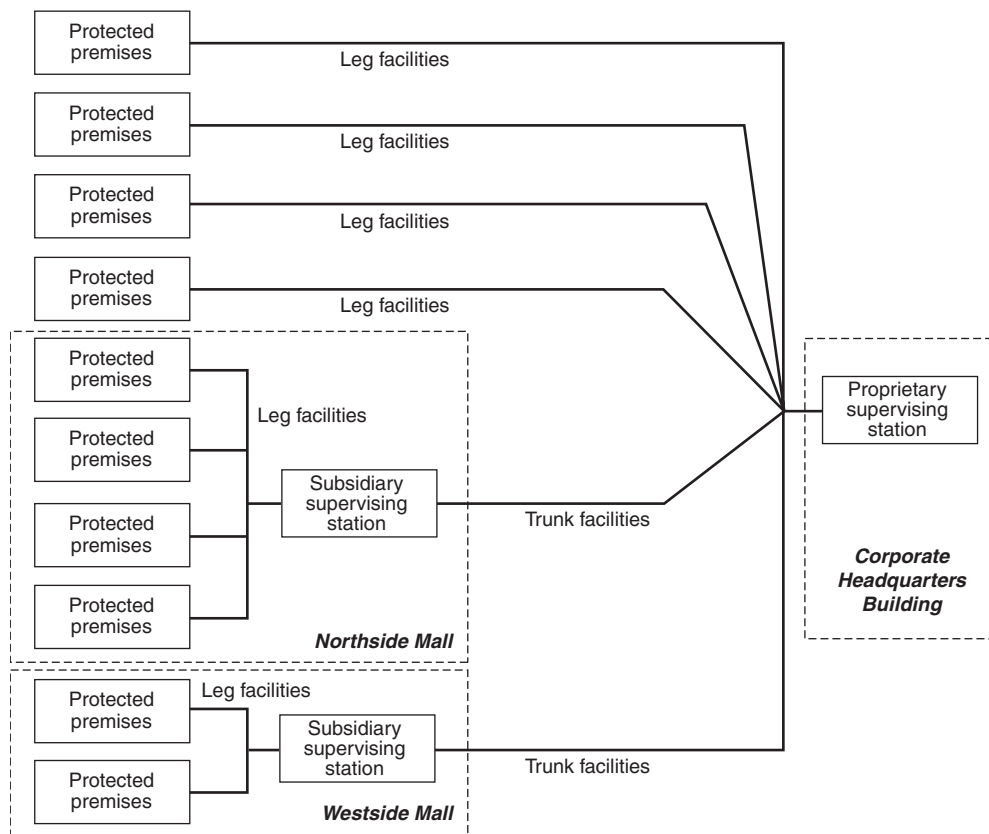 Protected
premises
Leg facilities
Protected
premises
Leg facilities
Protected
premises
Leg facilities
Protected
premises
Leg facilities
Protected
premises
Leg facilities
Protected
premises
Protected
premises
Protected
premises
Subsidiary
supervising
station
Trunk facilities
Northside Mall
Proprietary
supervising
station
Corporate
Headquarters
Building
Protected
premises
Leg facilities
Protected
premises
Subsidiary
supervising
station
Trunk facilities
Westside Mall